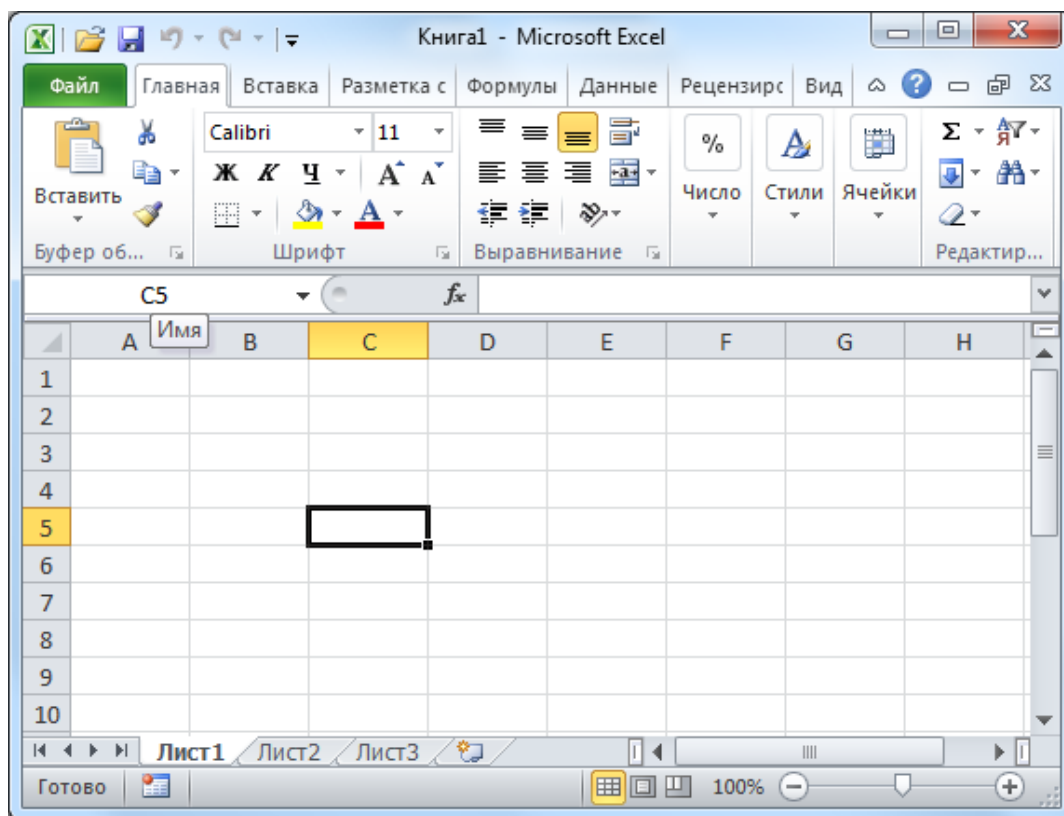 Книга1 - Microsoft Excel
Файл Главная Вставка Разметка с Формулы Данные Рецензирс Вид
Calibri 11
Ж К Ч A A
Вставить A
% Число Стили Ячейки Σ А Я
Буфер об... Шрифт Выравнивание Редактир...
C5 fx
Имя
A B C D E F G H
1
2
3
4
5
6
7
8
9
10
Лист1 Лист2 Лист3
Готово 100%